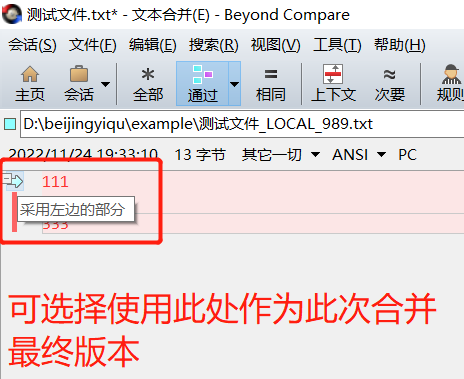 测试文件.txt* - 文本合并(E) - Beyond Compare
会话(S) 文件(F) 编辑(E) 搜索(R) 视图(V) 工具(T) 帮助(H)
主页 会话 全部 通过 相同 上下文 次要 规则
D:\beijingyiqu\example\测试文件_LOCAL_989.txt
2022/11/24 19:33:10 13 字节 其它一切 ANSI PC
111
采用左边的部分
333
可选择使用此处作为此次合并
最终版本